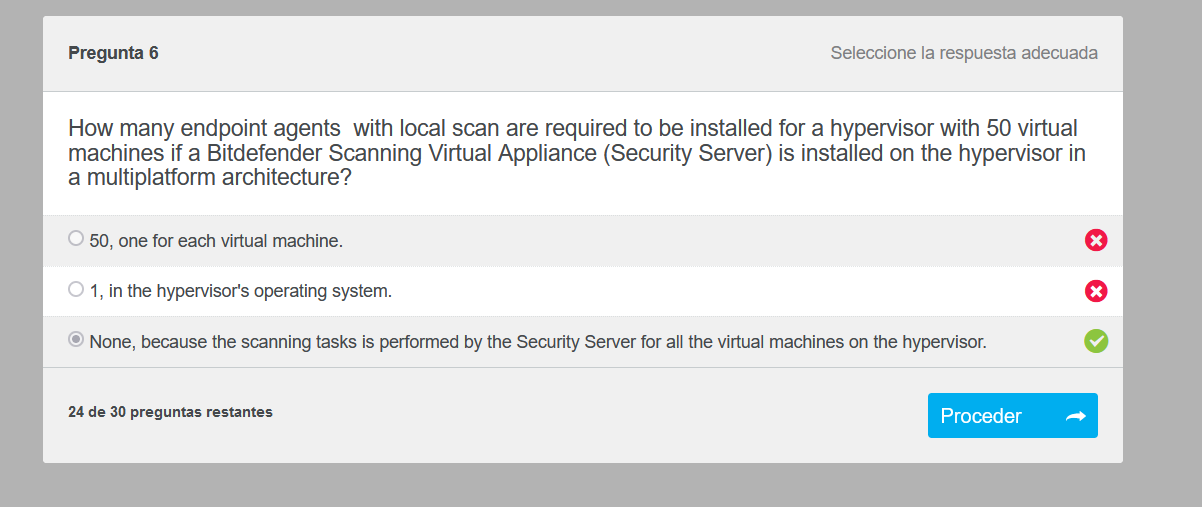 Pregunta 6
Seleccione la respuesta adecuada
How many endpoint agents  with local scan are required to be installed for a hypervisor with 50 virtual
machines if a Bitdefender Scanning Virtual Appliance (Security Server) is installed on the hypervisor in
a multiplatform architecture?
50, one for each virtual machine.
1, in the hypervisor's operating system.
None, because the scanning tasks is performed by the Security Server for all the virtual machines on the hypervisor.
24 de 30 preguntas restantes
Proceder